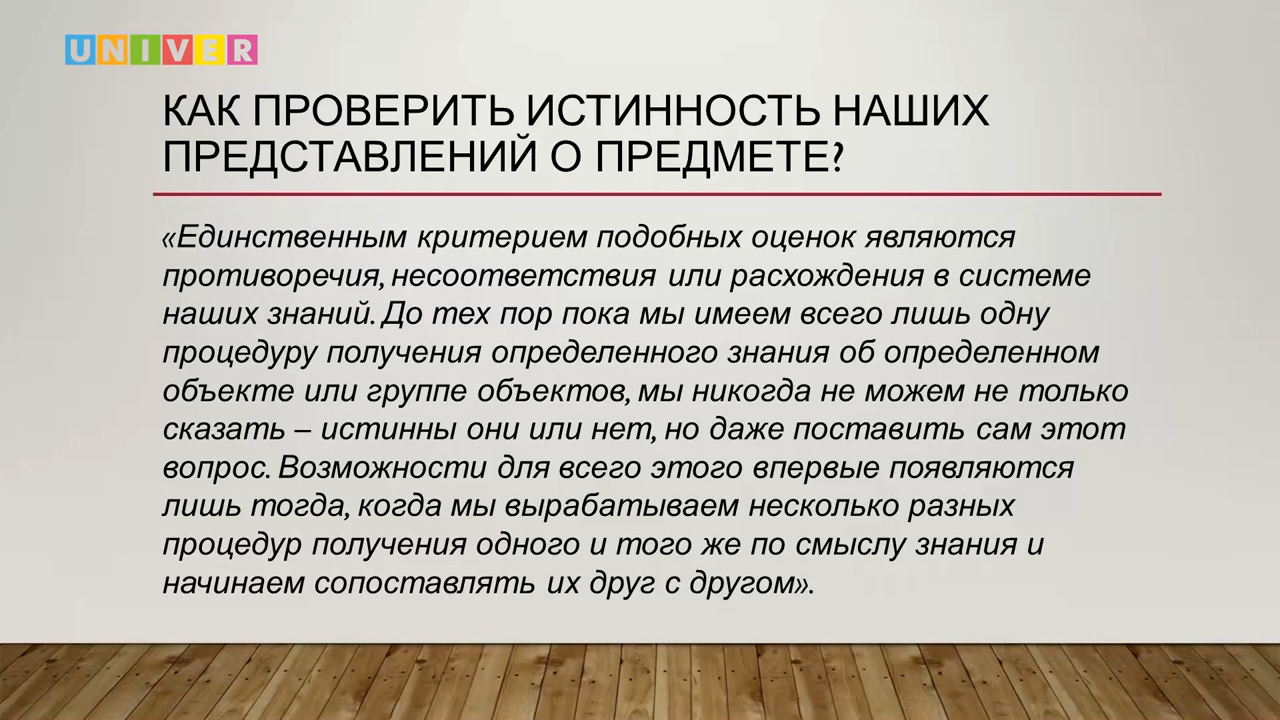 UNIVER
КАК ПРОВЕРИТЬ ИСТИННОСТЬ НАШИХ
ПРЕДСТАВЛЕНИЙ О ПРЕДМЕТЕ?
«Единственным критерием подобных оценок являются
противоречия, несоответствия или расхождения в системе
наших знаний. До тех пор пока мы имеем всего лишь одну
процедуру получения определенного знания об определенном
объекте или группе объектов, мы никогда не можем не только
сказать – истинны они или нет, но даже поставить сам этот
вопрос. Возможности для всего этого впервые появляются
лишь тогда, когда мы вырабатываем несколько разных
процедур получения одного и того же по смыслу знания и
начинаем сопоставлять их друг с другом».